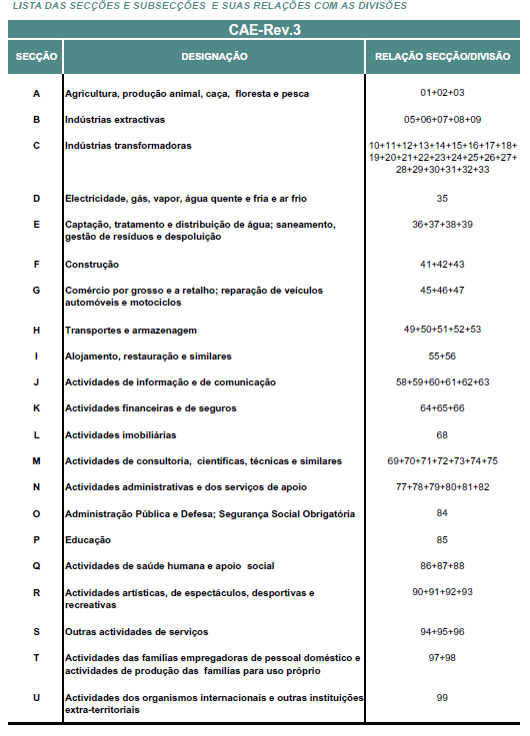 LISTA DAS SECÇÕES E SUBSECÇÕES E SUAS RELAÇÕES COM AS DIVISÕES
CAE-Rev.3
SECÇÃO DESIGNAÇÃO RELAÇÃO SECÇÃO/DIVISÃO
A Agricultura, produção animal, caça, floresta e pesca 01+02+03
B Indústrias extractivas 05+06+07+08+09
C Indústrias transformadoras 10+11+12+13+14+15+16+17+18+
19+20+21+22+23+24+25+26+27+
28+29+30+31+32+33
D Electricidade, gás, vapor, água quente e fria e ar frio 35
E Captação, tratamento e distribuição de água; saneamento, 36+37+38+39
gestão de resíduos e despoluição
F Construção 41+42+43
G Comércio por grosso e a retalho; reparação de veículos 45+46+47
automóveis e motociclos
H Transportes e armazenagem 49+50+51+52+53
I Alojamento, restauração e similares 55+56
J Actividades de informação e de comunicação 58+59+60+61+62+63
K Actividades financeiras e de seguros 64+65+66
L Actividades imobiliárias 68
M Actividades de consultoria, científicas, técnicas e similares 69+70+71+72+73+74+75
N Actividades administrativas e dos serviços de apoio 77+78+79+80+81+82
O Administração Pública e Defesa; Segurança Social Obrigatória 84
P Educação 85
Q Actividades de saúde humana e apoio social 86+87+88
R Actividades artísticas, de espectáculos, desportivas e 90+91+92+93
recreativas
S Outras actividades de serviços 94+95+96
T Actividades das famílias empregadoras de pessoal doméstico e 97+98
actividades de produção das famílias para uso próprio
U Actividades dos organismos internacionais e outras instituições 99
extra-territoriais